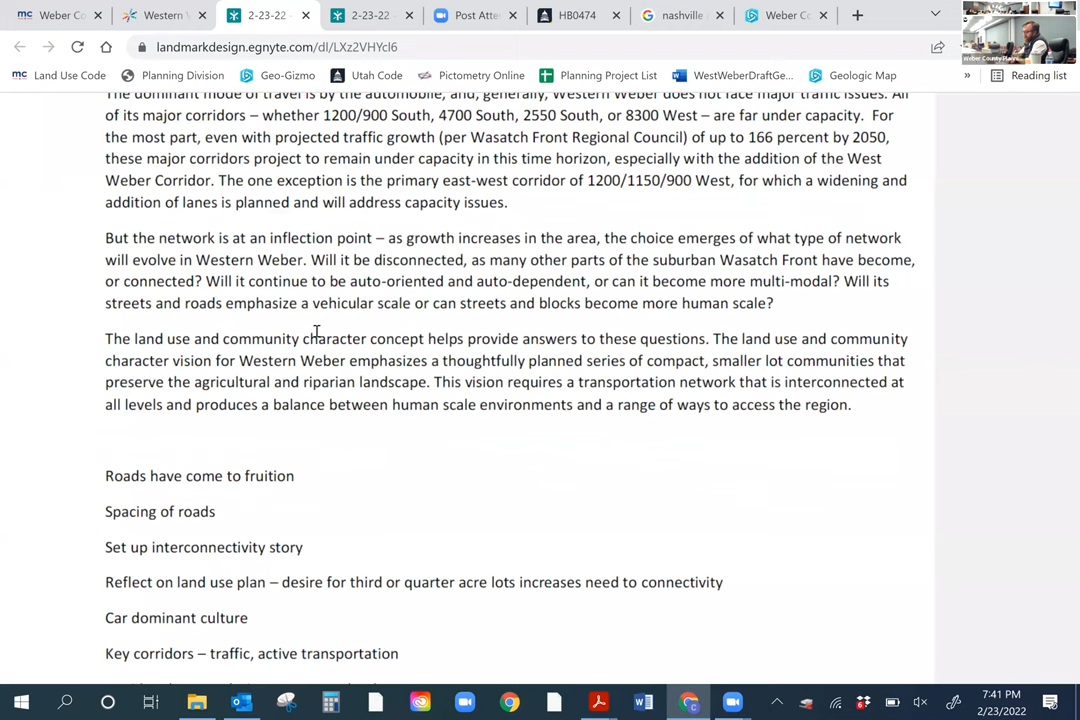 mc Weber Co
Western
2-23-22
2-23-22
Post Atte
HB0474
nashville
Weber Co
landmarkdesign.egnyte.com/dl/LXz2VHYcl6
mc Land Use Code
Planning Division
Geo-Gizmo
Utah Code
Pictometry Online
Planning Project List
WestWeberDraftGe...
Geologic Map
»
Reading list
Weber County Planni
The dominant mode of travel is by the automobile, and, generally, Western Weber does not face major traffic issues. All
of its major corridors – whether 1200/900 South, 4700 South, 2550 South, or 8300 West – are far under capacity. For
the most part, even with projected traffic growth (per Wasatch Front Regional Council) of up to 166 percent by 2050,
these major corridors project to remain under capacity in this time horizon, especially with the addition of the West
Weber Corridor. The one exception is the primary east-west corridor of 1200/1150/900 West, for which a widening and
addition of lanes is planned and will address capacity issues.
But the network is at an inflection point – as growth increases in the area, the choice emerges of what type of network
will evolve in Western Weber. Will it be disconnected, as many other parts of the suburban Wasatch Front have become,
or connected? Will it continue to be auto-oriented and auto-dependent, or can it become more multi-modal? Will its
streets and roads emphasize a vehicular scale or can streets and blocks become more human scale?
The land use and community character concept helps provide answers to these questions. The land use and community
character vision for Western Weber emphasizes a thoughtfully planned series of compact, smaller lot communities that
preserve the agricultural and riparian landscape. This vision requires a transportation network that is interconnected at
all levels and produces a balance between human scale environments and a range of ways to access the region.
Roads have come to fruition
Spacing of roads
Set up interconnectivity story
Reflect on land use plan – desire for third or quarter acre lots increases need to connectivity
Car dominant culture
Key corridors – traffic, active transportation
7:41 PM
2/23/2022